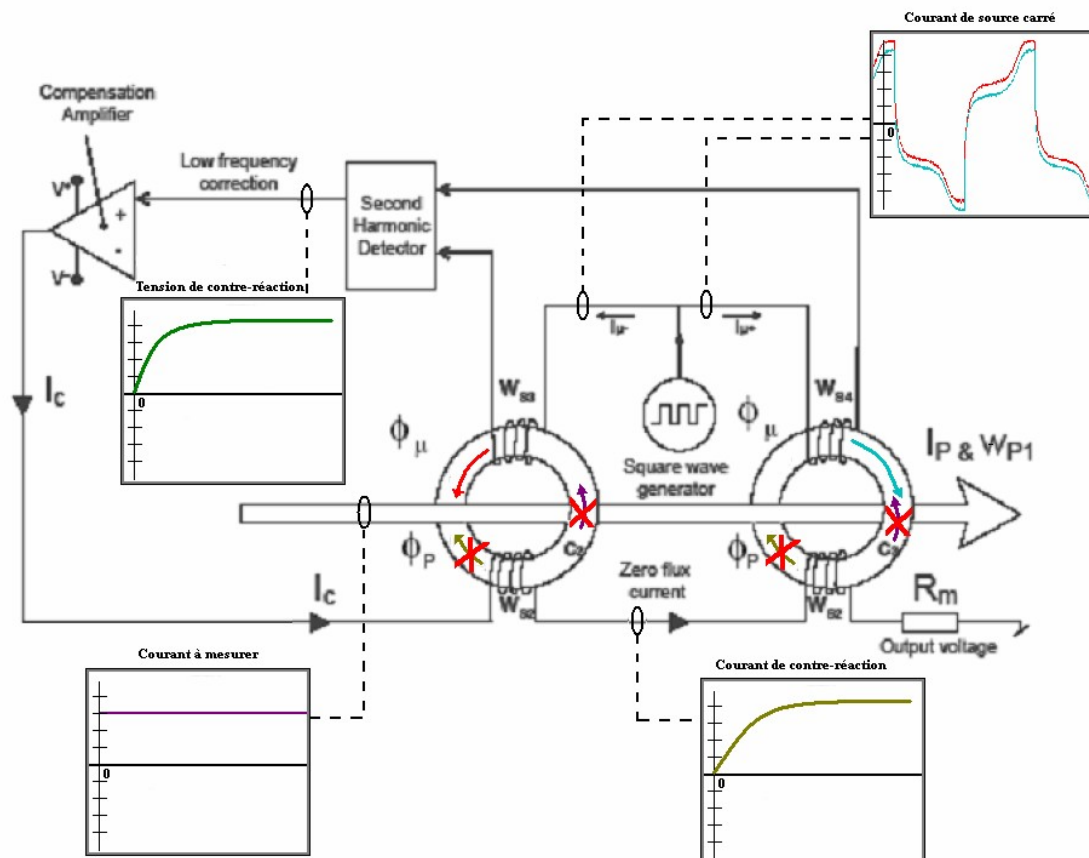 Courant de source carré
0
Compensation
Amplifier
Low frequency
correction
V+
+
-
V-
Second
Harmonic
Detector
Tension de contre-réaction
0
Iμ-
Iμ+
WS3
WS4
IC
ϕμ
ϕμ
Square wave
generator
IP & WP1
ϕP
C2
ϕP
C3
IC
WS2
Zero flux
current
WS2
Rm
Output voltage
Courant à mesurer
0
Courant de contre-réaction
0